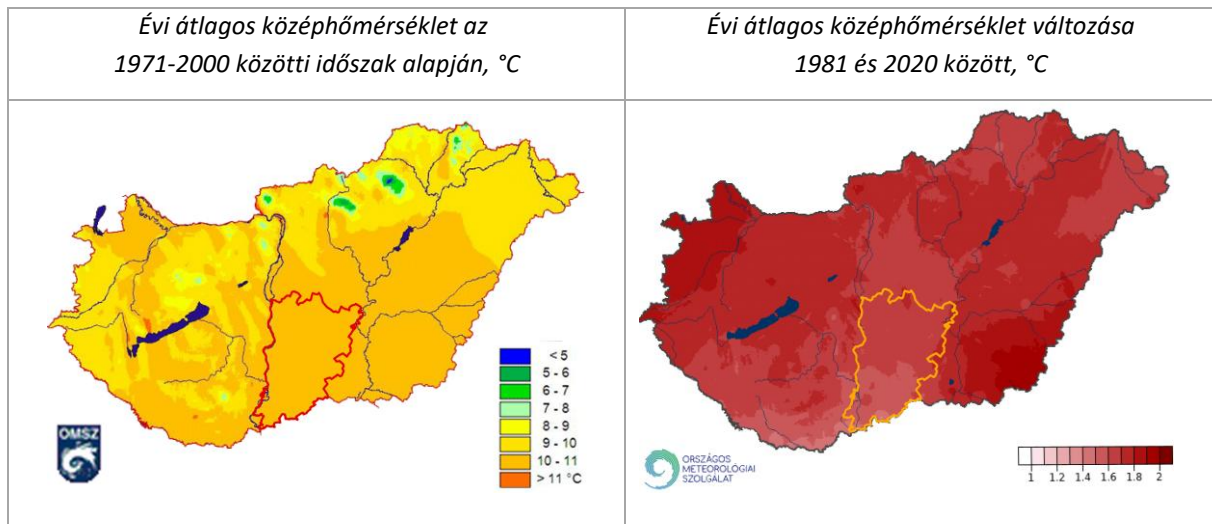 Évi átlagos középhőmérséklet az
1971-2000 közötti időszak alapján, °C
Évi átlagos középhőmérséklet változása
1981 és 2020 között, °C
< 5
5 - 6
6 - 7
7 - 8
8 - 9
9 - 10
10 - 11
> 11 °C
OMSZ
ORSZÁGOS
METEOROLÓGIAI
SZOLGÁLAT
1 1.2 1.4 1.6 1.8 2